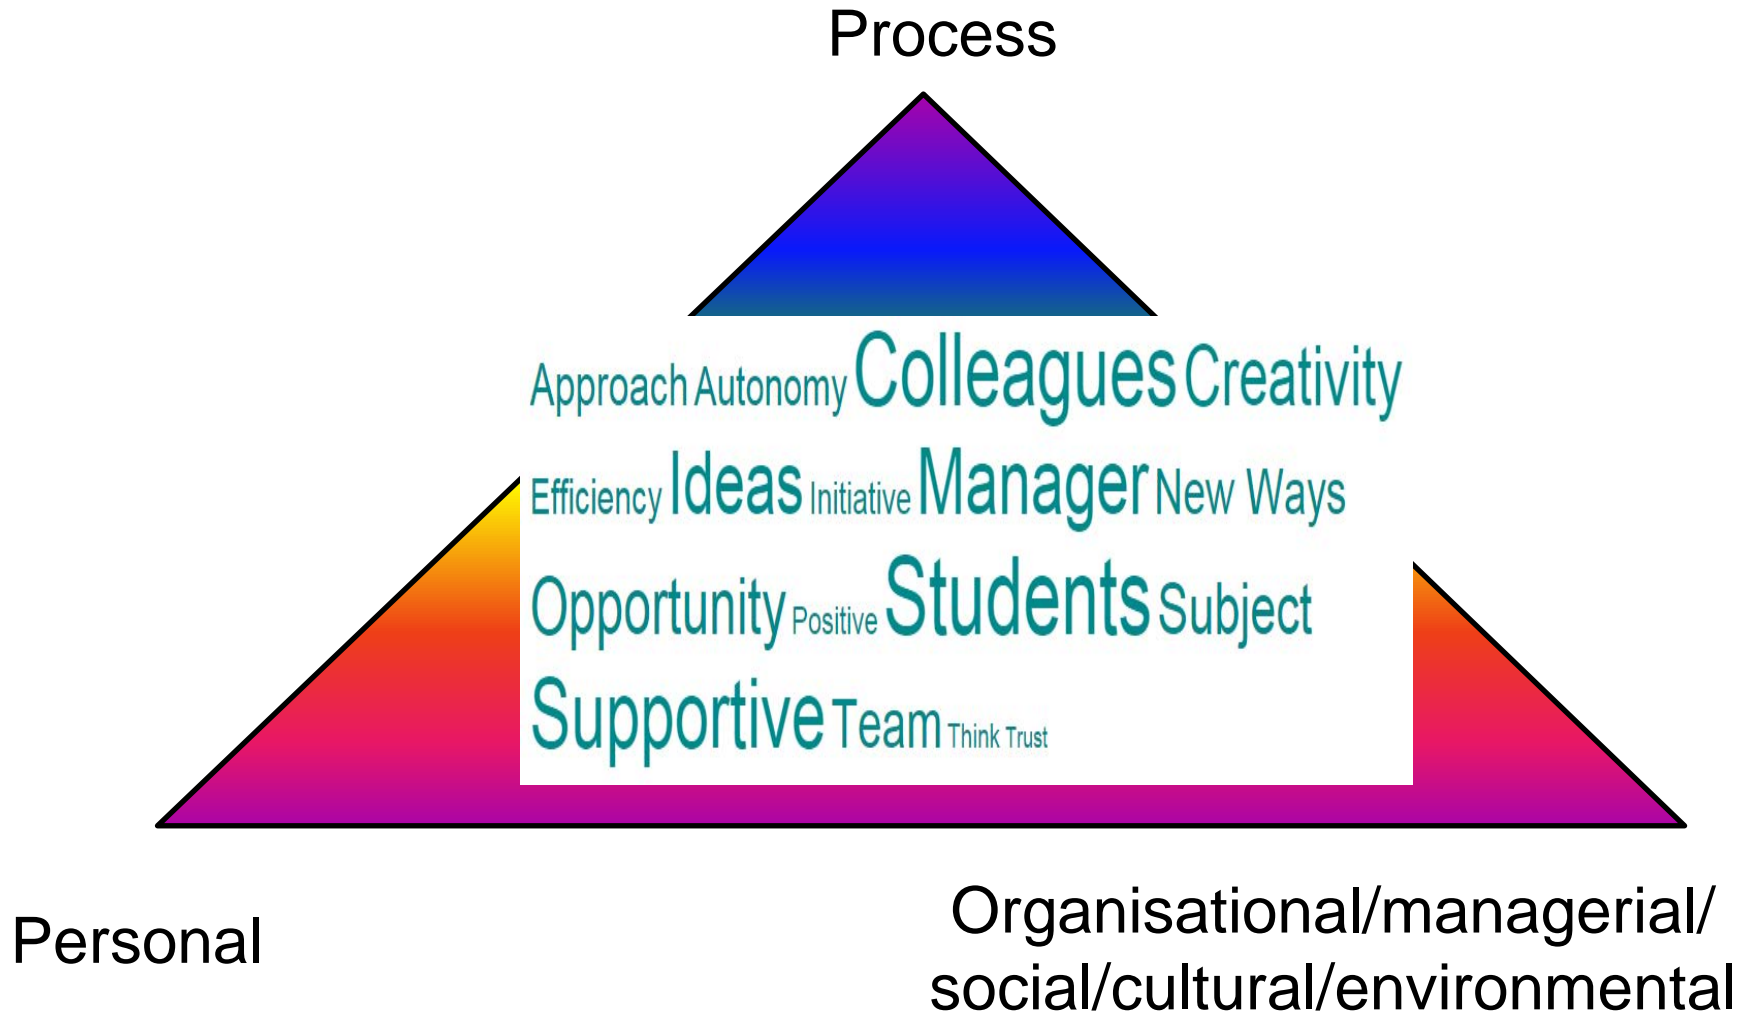 Process
Approach Autonomy Colleagues Creativity
Efficiency Ideas Initiative Manager New Ways
Opportunity Positive Students Subject
Supportive Team Think Trust
Personal
Organisational/managerial/
social/cultural/environmental